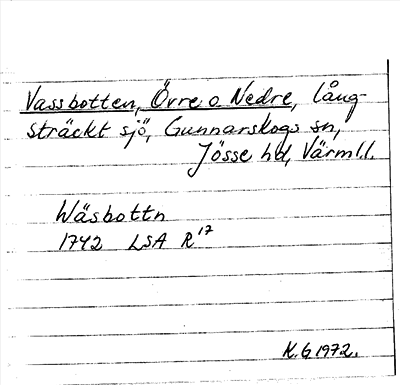 Vassbotten, Övre o Nedre, lång-
sträckt sjö, Gunnarskogs sn,
Jösse hd, Värml.l.
Wäsbottn
1742 LSA R¹⁷
K.G 1972.